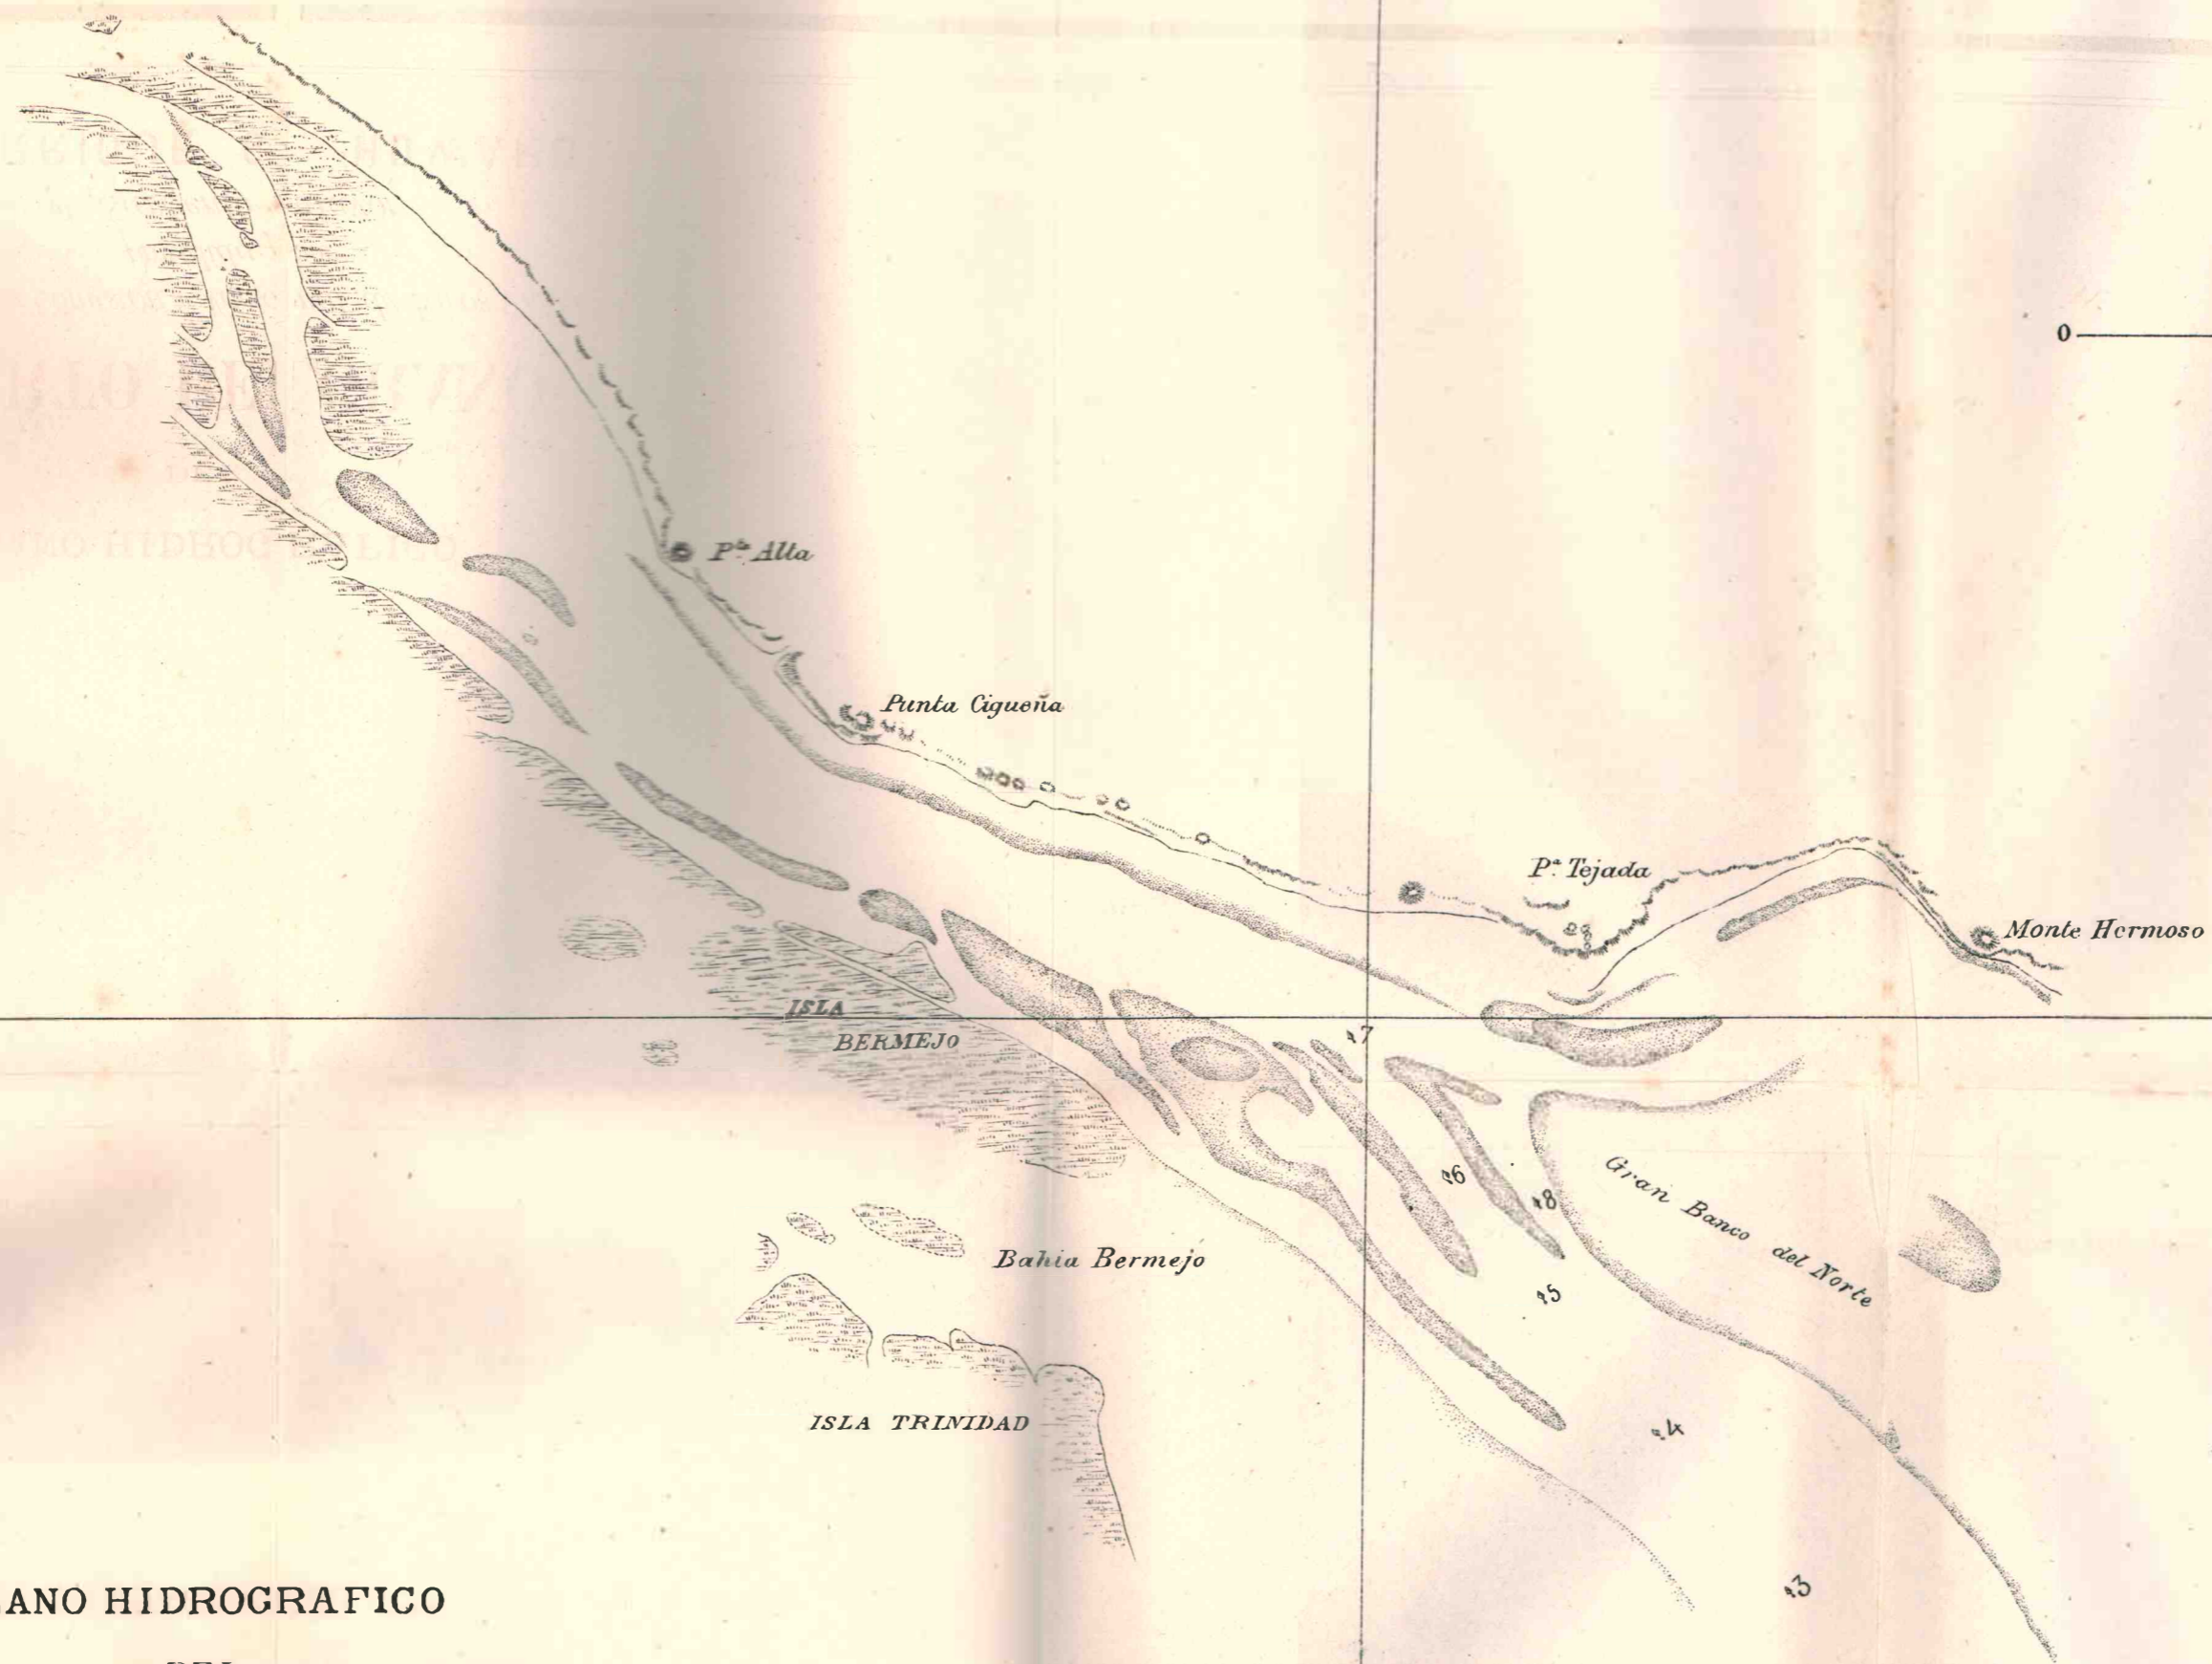 0
Pta Alta
Punta Cigueña
Pa Tejada
Monte Hermoso
ISLA
BERMEJO
7
6
8
Gran Banco del Norte
Bahia Bermejo
5
ISLA TRINIDAD
4
3
ANO HIDROGRAFICO